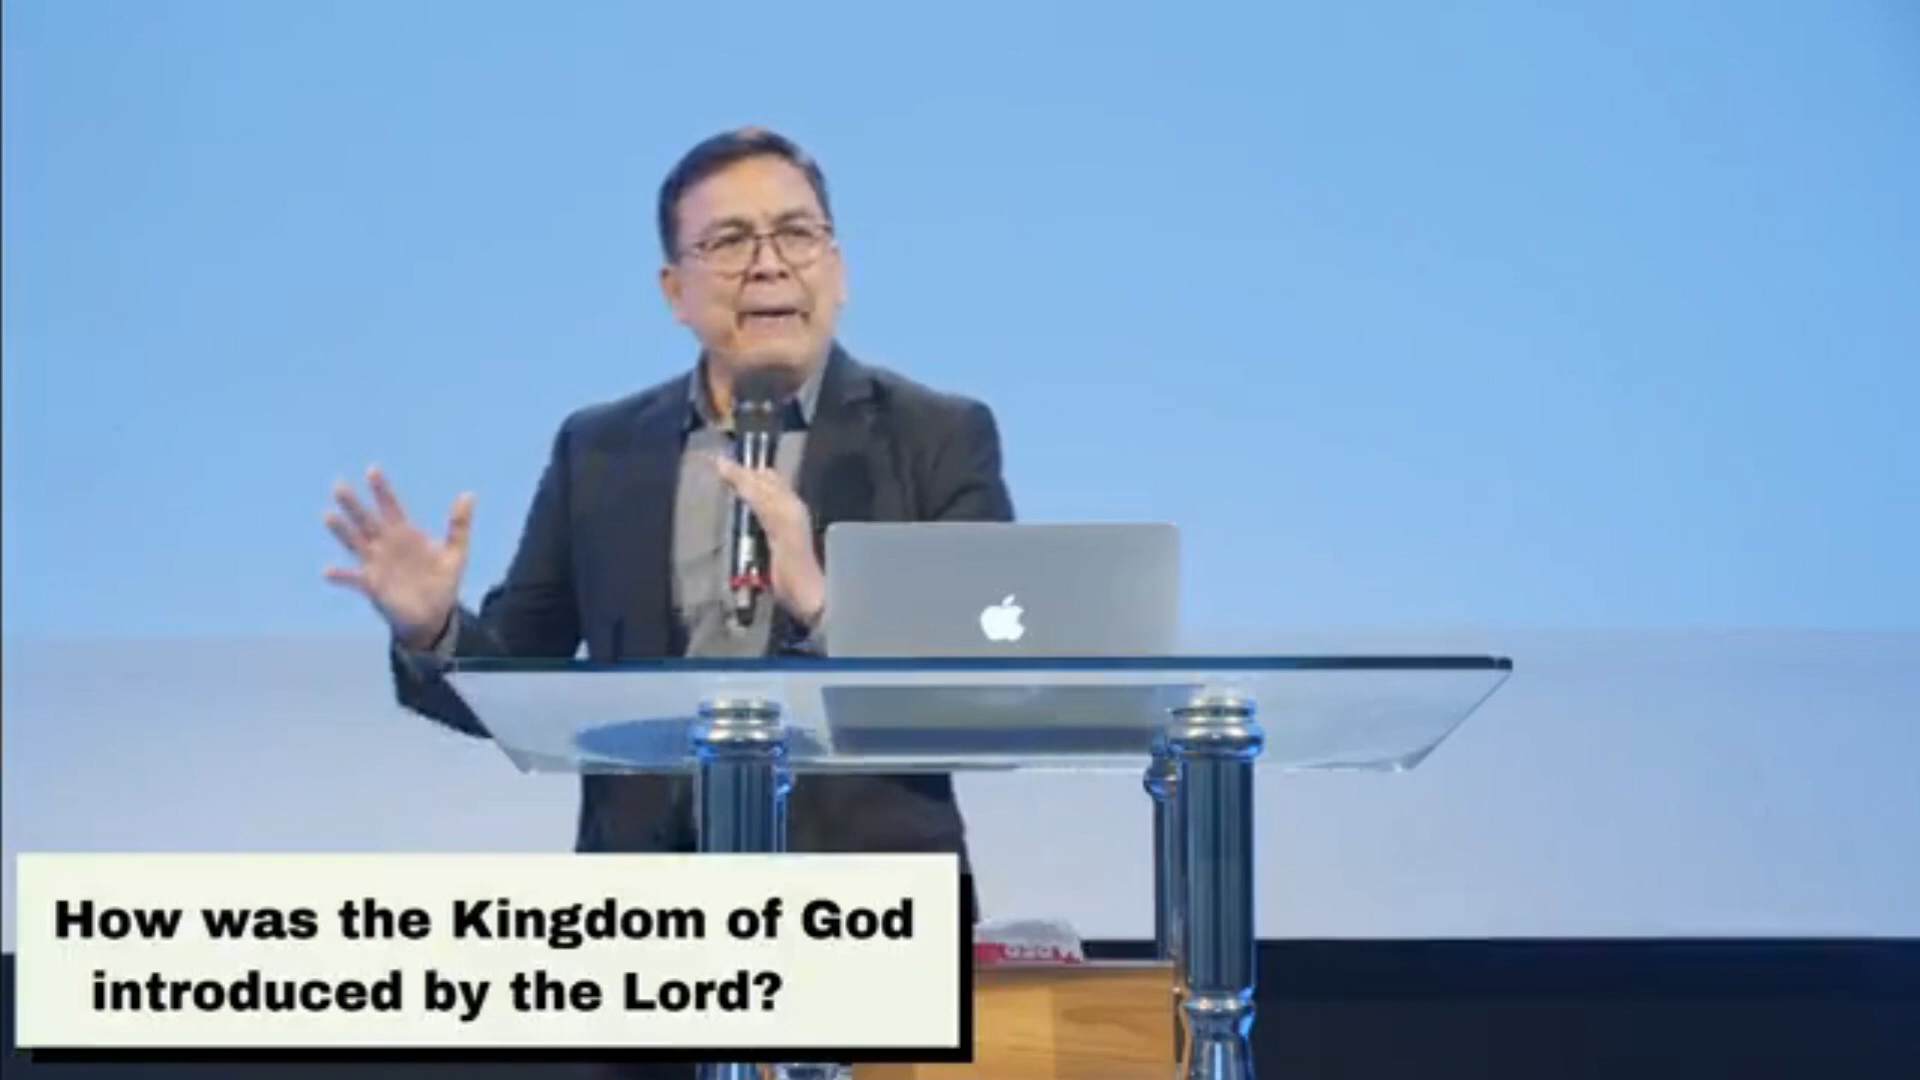 How was the Kingdom of God
introduced by the Lord?